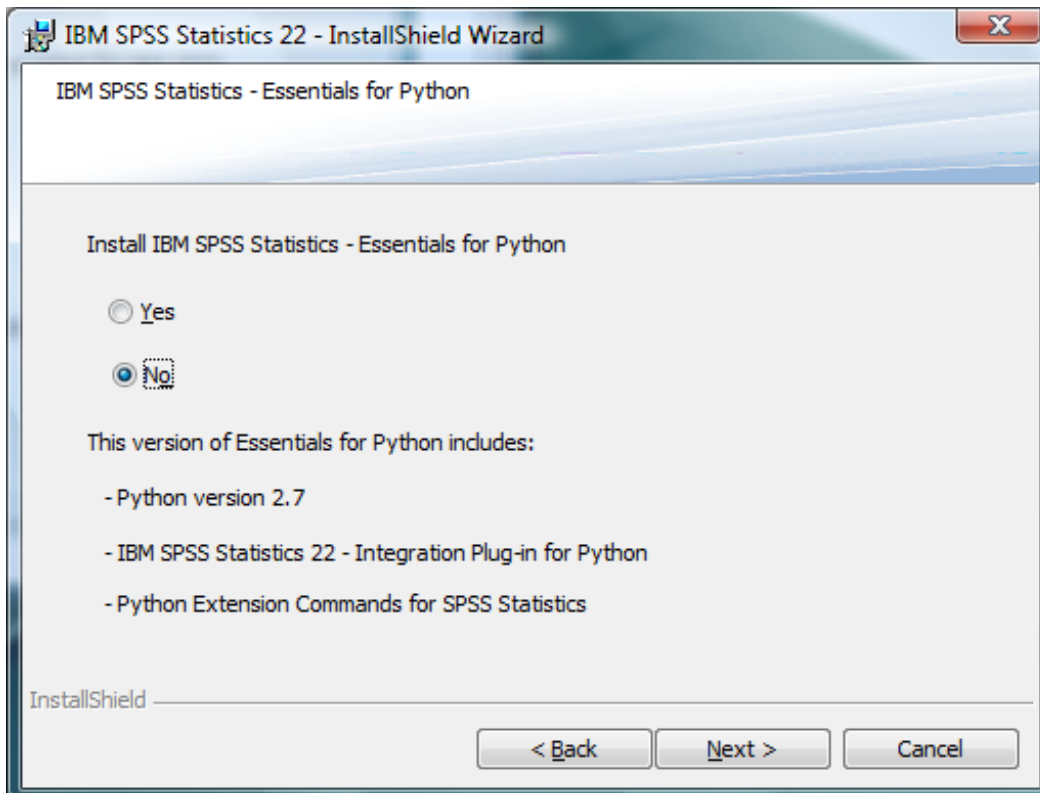 IBM SPSS Statistics 22 - InstallShield Wizard
IBM SPSS Statistics - Essentials for Python
Install IBM SPSS Statistics - Essentials for Python
Yes
No
This version of Essentials for Python includes:
- Python version 2.7
- IBM SPSS Statistics 22 - Integration Plug-in for Python
- Python Extension Commands for SPSS Statistics
InstallShield
< Back
Next >
Cancel